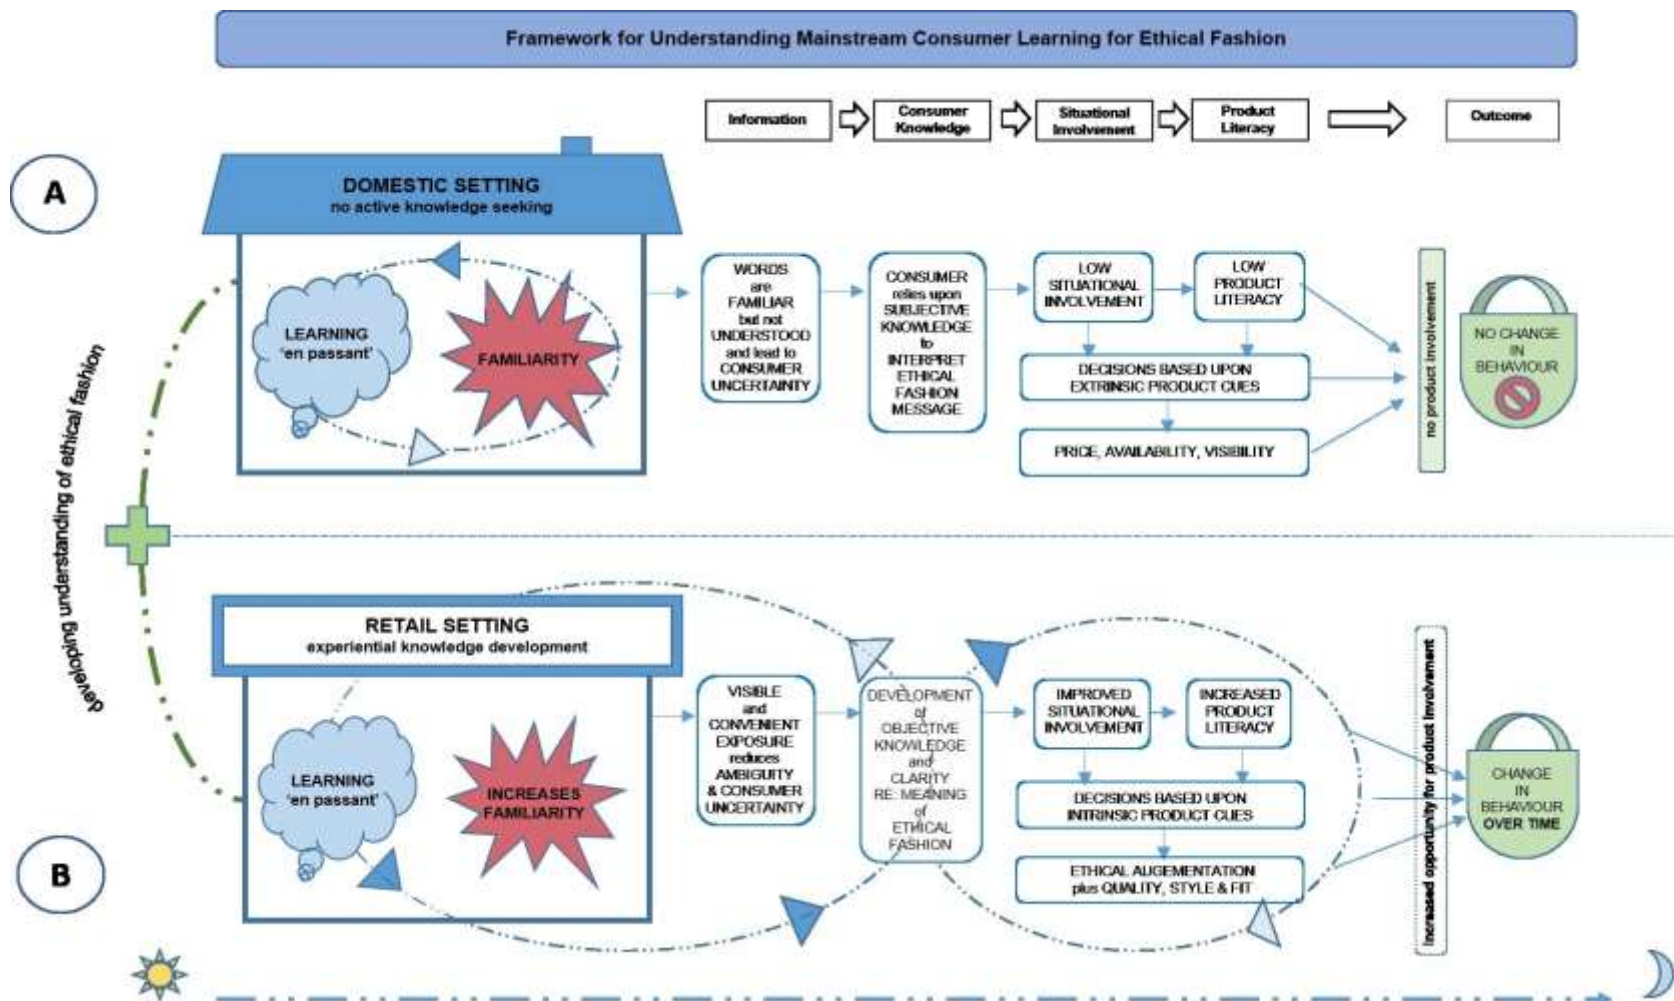 Framework for Understanding Mainstream Consumer Learning for Ethical Fashion
Information
Consumer
Knowledge
Situational
Involvement
Product
Literacy
Outcome
A
DOMESTIC SETTING
no active knowledge seeking
LEARNING
'en passant'
FAMILIARITY
WORDS
are
FAMILIAR
but not
UNDERSTOOD
and lead to
CONSUMER
UNCERTAINTY
CONSUMER
relies upon
SUBJECTIVE
KNOWLEDGE
to
INTERPRET
ETHICAL
FASHION
MESSAGE
LOW
SITUATIONAL
INVOLVEMENT
LOW
PRODUCT
LITERACY
DECISIONS BASED UPON
EXTRINSIC PRODUCT CUES
PRICE, AVAILABILITY, VISIBILITY
no product involvement
NO CHANGE
IN
BEHAVIOUR
developing understanding of ethical fashion
RETAIL SETTING
experiential knowledge development
LEARNING
'en passant'
INCREASES
FAMILIARITY
VISIBLE
and
CONVENIENT
EXPOSURE
reduces
AMBIGUITY
& CONSUMER
UNCERTAINTY
DEVELOPMENT
of
OBJECTIVE
KNOWLEDGE
and
CLARITY
RE: MEANING
of
ETHICAL
FASHION
IMPROVED
SITUATIONAL
INVOLVEMENT
INCREASED
PRODUCT
LITERACY
DECISIONS BASED UPON
INTRINSIC PRODUCT CUES
ETHICAL AUGEMENTATION
plus QUALITY, STYLE & FIT
Increased opportunity for product involvement
CHANGE
IN
BEHAVIOUR
OVER TIME
B